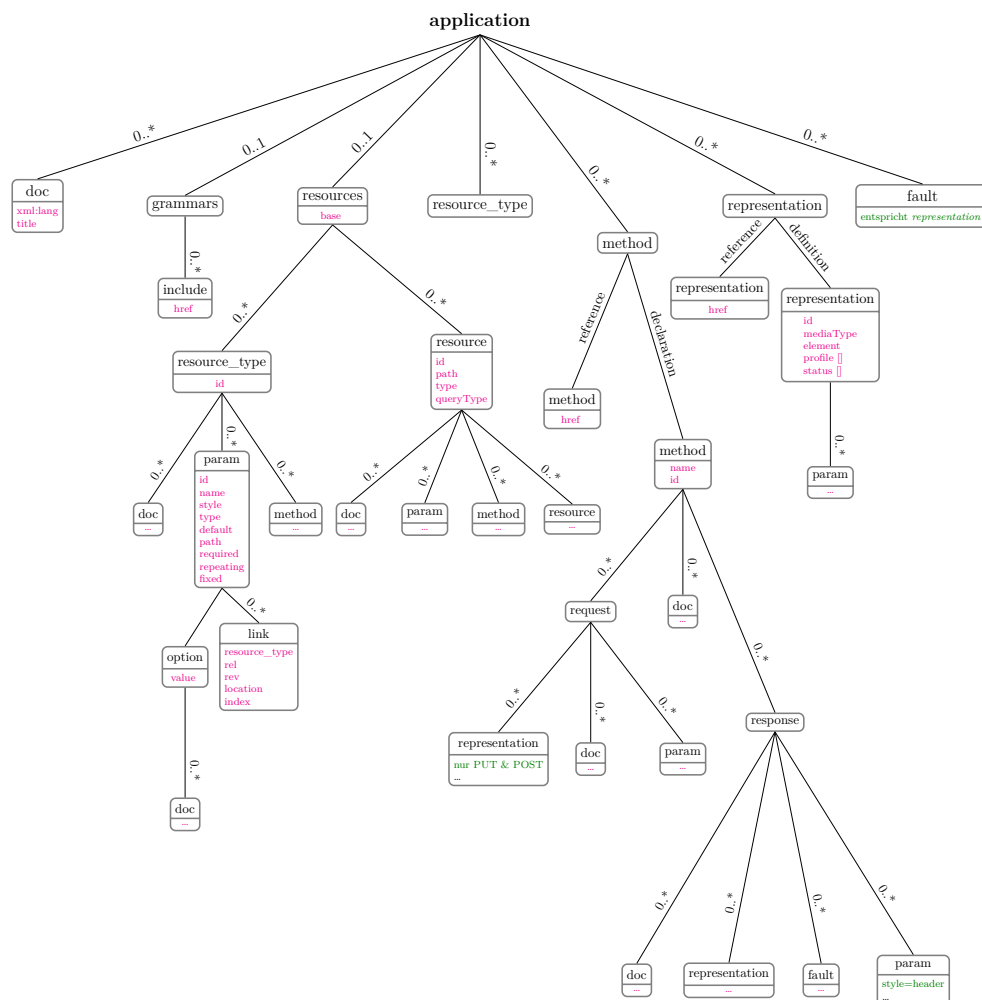 application
0..*
0..1
0..1
0..*
0..*
0..*
0..*
doc
xml:lang
title
grammars
resources
base
resource_type
method
representation
fault
entspricht representation
0..*
include
href
0..*
0..*
reference
declaration
reference
definition
representation
href
representation
id
mediaType
element
profile []
status []
resource_type
id
resource
id
path
type
queryType
method
href
method
name
id
0..*
param
...
0..*
0..*
0..*
doc
...
param
id
name
style
type
default
path
required
repeating
fixed
method
...
0..*
0..*
0..*
0..*
doc
...
param
...
method
...
resource
...
0..*
option
value
link
resource_type
rel
rev
location
index
0..*
doc
...
0..*
0..*
0..*
request
doc
...
response
0..*
0..*
0..*
representation
nur PUT & POST
...
doc
...
param
...
0..*
0..*
0..*
0..*
doc
...
representation
...
fault
...
param
style=header
...